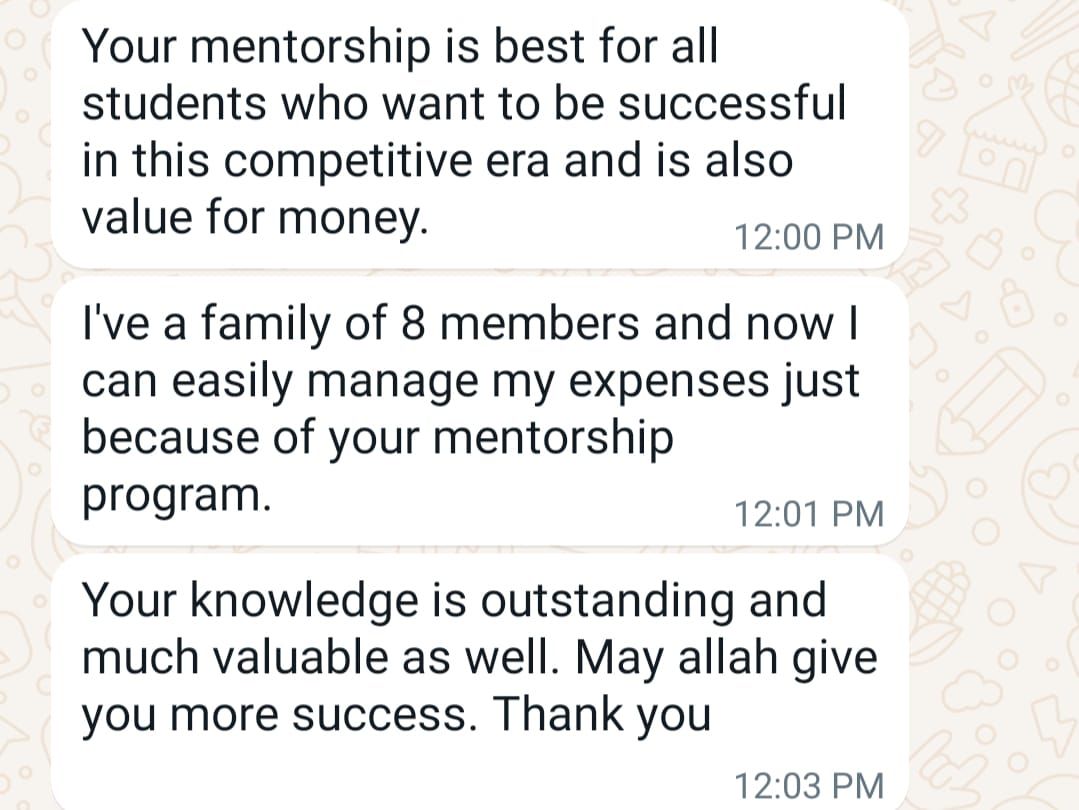 Your mentorship is best for all
students who want to be successful
in this competitive era and is also
value for money.
12:00 PM
I've a family of 8 members and now I
can easily manage my expenses just
because of your mentorship
program.
12:01 PM
Your knowledge is outstanding and
much valuable as well. May allah give
you more success. Thank you
12:03 PM